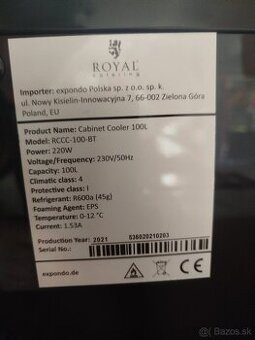 ROYAL
catering
Importer: expondo Polska sp. z o.o. sp. k.
ul. Nowy Kisielin-Innowacyjna 7, 66-002 Zielona Góra
Poland, EU
Product Name: Cabinet Cooler 100L
Model: RCCC-100-BT
Power: 220W
Voltage/Frequency: 230V/50Hz
Capacity: 100L
Climatic class: 4
Protective class: I
Refrigerant: R600a (45g)
Foaming Agent: EPS
Temperature: 0-12 °C
Current: 1.53A
Production Year: 2021
Serial No.: 536020210203
expondo.de
CE
Bazos.sk